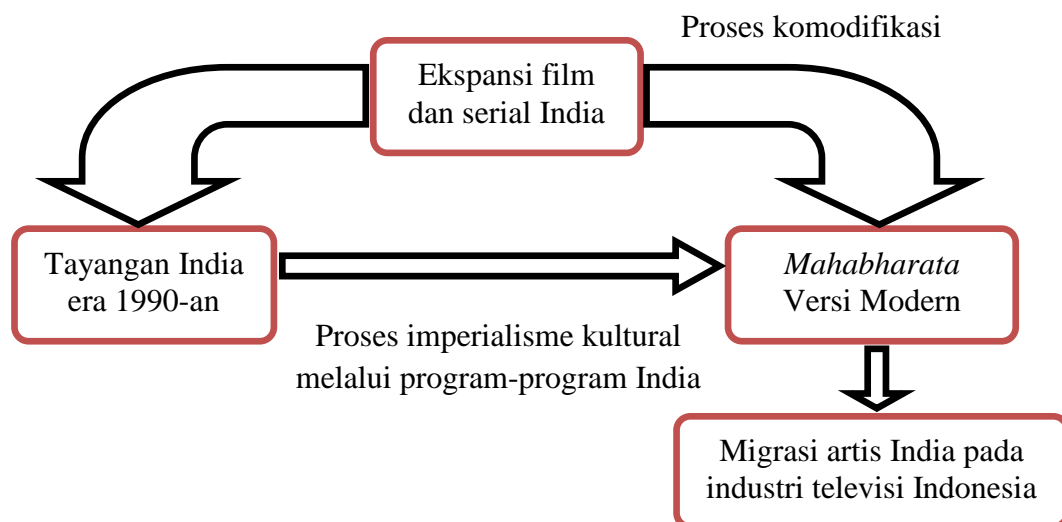 Proses komodifikasi
Ekspansi film
dan serial India
Tayangan India
era 1990-an
Mahabharata
Versi Modern
Proses imperialisme kultural
melalui program-program India
Migrasi artis India pada
industri televisi Indonesia